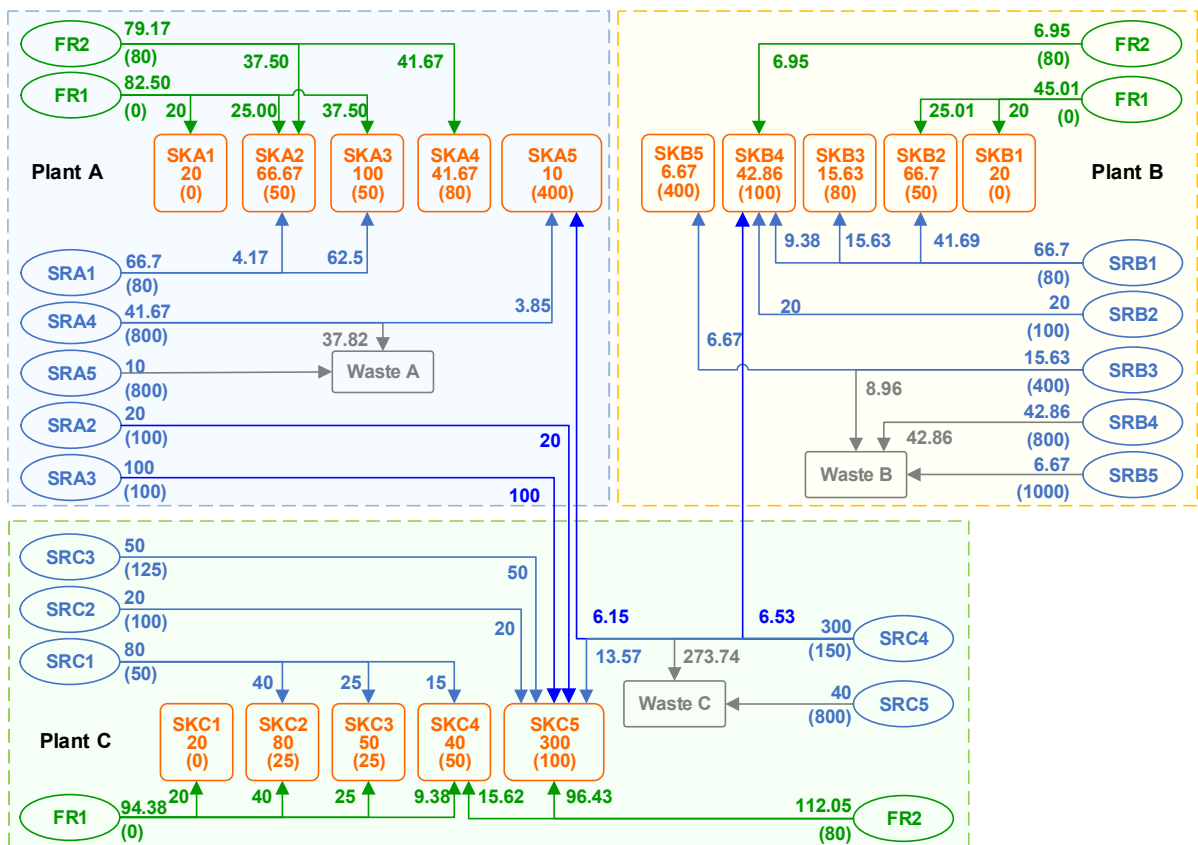 FR2
79.17
(80)
37.50
41.67
FR1
82.50
(0)
20
25.00
37.50
Plant A
SKA1
20
(0)
SKA2
66.67
(50)
SKA3
100
(50)
SKA4
41.67
(80)
SKA5
10
(400)
SRA1
66.7
(80)
4.17
62.5
SRA4
41.67
(800)
3.85
37.82
Waste A
SRA5
10
(800)
SRA2
20
(100)
20
SRA3
100
(100)
100
6.95
(80)
FR2
6.95
45.01
(0)
FR1
25.01
20
SKB5
6.67
(400)
SKB4
42.86
(100)
SKB3
15.63
(80)
SKB2
66.7
(50)
SKB1
20
(0)
Plant B
9.38
15.63
41.69
66.7
(80)
SRB1
20
20
(100)
SRB2
6.67
15.63
(400)
SRB3
8.96
42.86
(800)
SRB4
42.86
Waste B
6.67
(1000)
SRB5
SRC3
50
(125)
50
SRC2
20
(100)
20
SRC1
80
(50)
40
25
15
6.15
6.53
300
(150)
SRC4
13.57
273.74
Waste C
40
(800)
SRC5
Plant C
SKC1
20
(0)
SKC2
80
(25)
SKC3
50
(25)
SKC4
40
(50)
SKC5
300
(100)
FR1
94.38
(0)
20
40
25
9.38
15.62
96.43
112.05
(80)
FR2